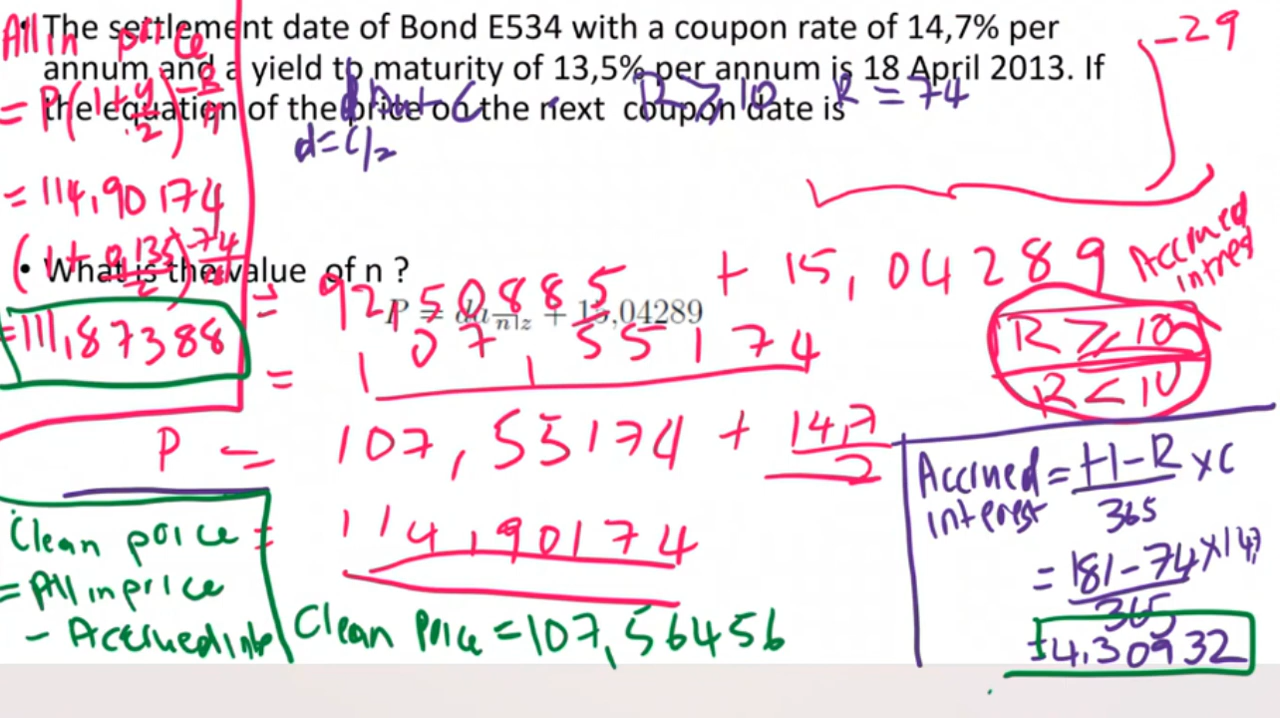 • The settlement date of Bond E534 with a coupon rate of 14,7% per
annum and a yield to maturity of 13,5% per annum is 18 April 2013. If
the equation of the price on the next coupon date is
• What is the value of n ?
P = da n|z + 15,04289
All in price
= P(1+y/2)^-R/H
= 114,90174
(1 + 0,135/2)^-74/181
= 111,87388
d = C/2
R ≥ 10
R = 74
-29
= 92,50885 + 15,04289
= 107,55174
P = 107,55174 + 14,7/2
= 114,90174
Accrued
intrest
R ≥ 10
R < 10
Accrued = H-R/365 × C
interest
= 181-74/365 × 14,7
= 4,30932
Clean price
= All in price
- Accrued inte
Clean Price = 107,56456